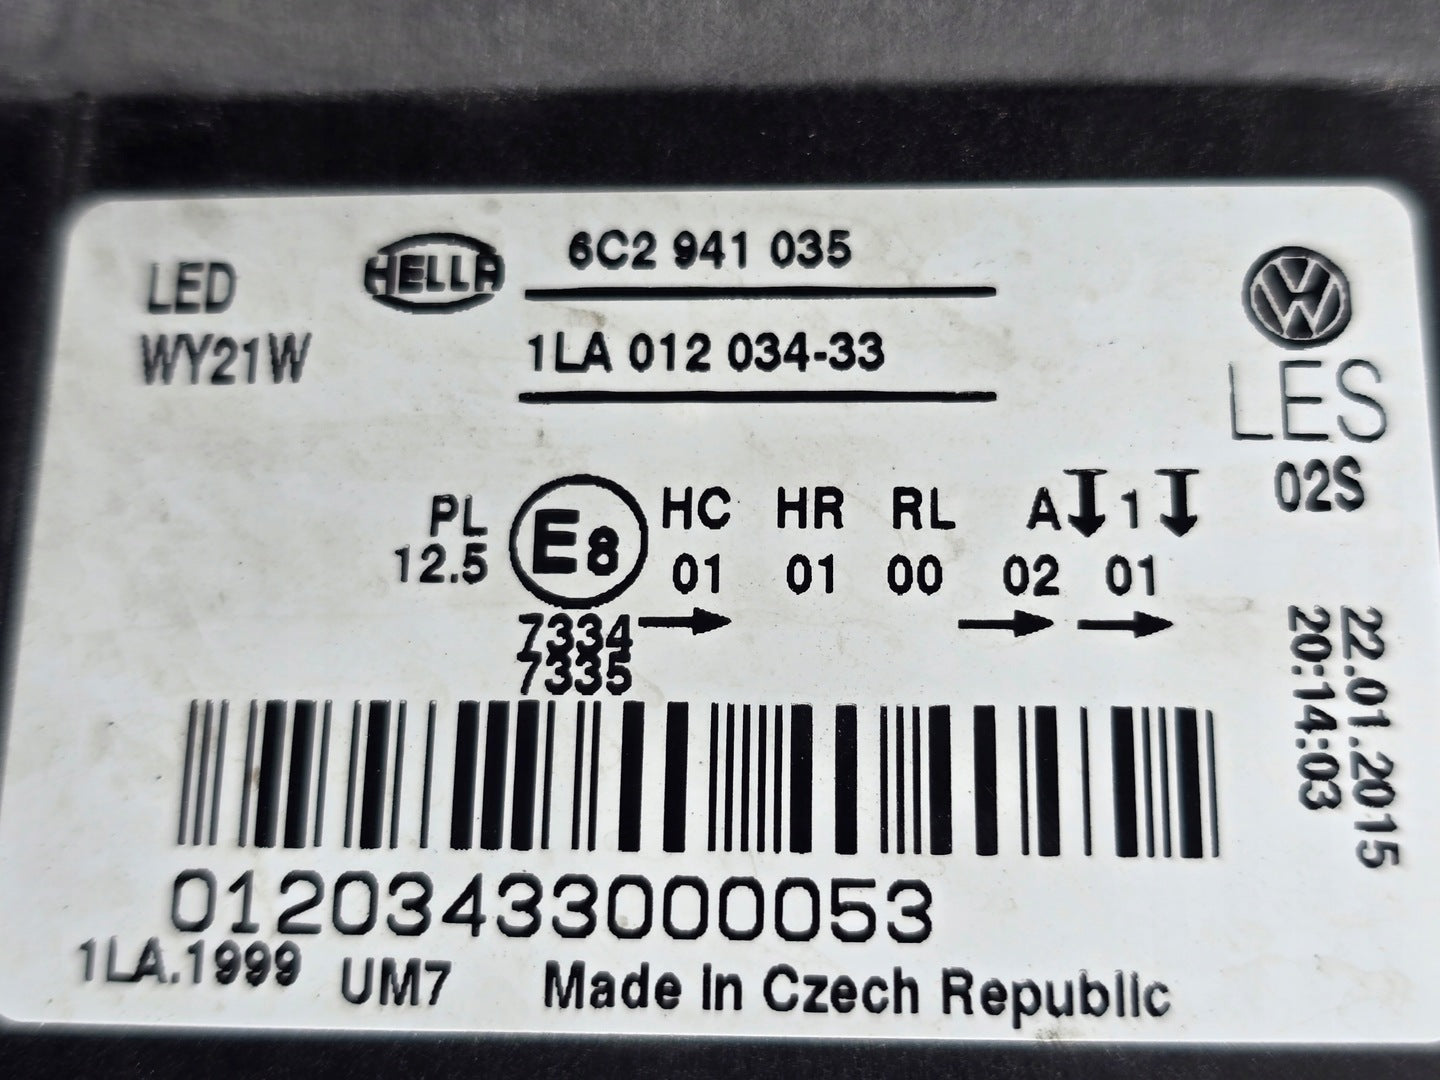 LED
WY21W
HELLA
6C2 941 035
1LA 012 034-33
LES
02S
PL
12.5
E8
HC HR RL A 1
01 01 00 02 01
7334
7335
22.01.2015
20:14:03
01203433000053
1LA.1999 UM7 Made in Czech Republic